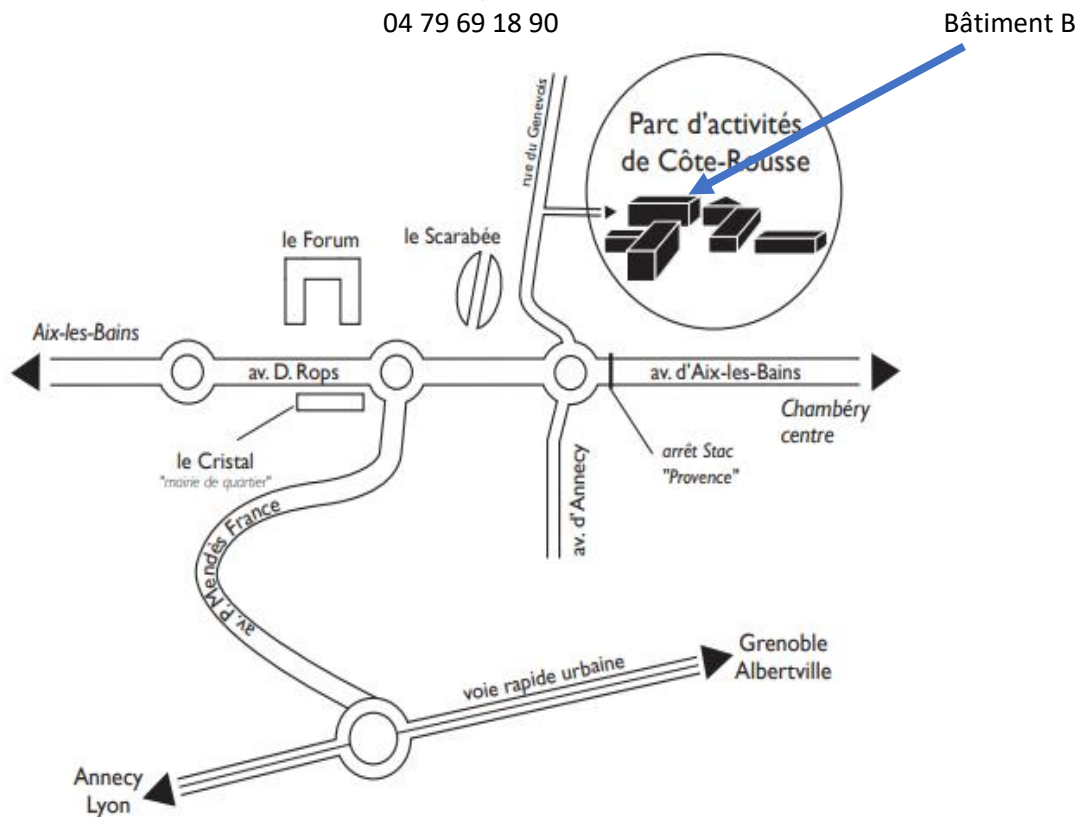 04 79 69 18 90
Bâtiment B
rue du Genevois
Parc d'activités
de Côte-Rousse
le Forum
le Scarabée
Aix-les-Bains
av. D. Rops
av. d'Aix-les-Bains
Chambéry
centre
le Cristal
"mairie de quartier"
arrêt Stac
"Provence"
av. d'Annecy
av. P. Mendès France
voie rapide urbaine
Grenoble
Albertville
Annecy
Lyon